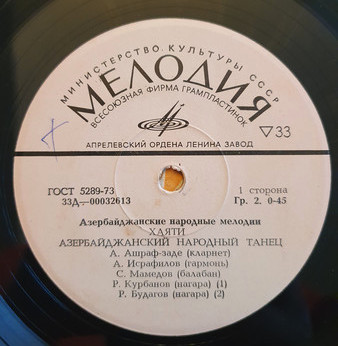 МИНИСТЕРСТВО КУЛЬТУРЫ СССР
МЕЛОДИЯ
ВСЕСОЮЗНАЯ ФИРМА ГРАМПЛАСТИНОК
▽33
АПРЕЛЕВСКИЙ ОРДЕНА ЛЕНИНА ЗАВОД
ГОСТ 5289-73
33Д—00032613
1 сторона
Гр. 2. 0-45
Азербайджанские народные мелодии
ХАЯТИ
АЗЕРБАЙДЖАНСКИЙ НАРОДНЫЙ ТАНЕЦ
А. Ашраф-заде (кларнет)
А. Исрафилов (гармонь)
С. Мамедов (балабан)
Р. Курбанов (нагара) (1)
Р. Будагов (нагара) (2)